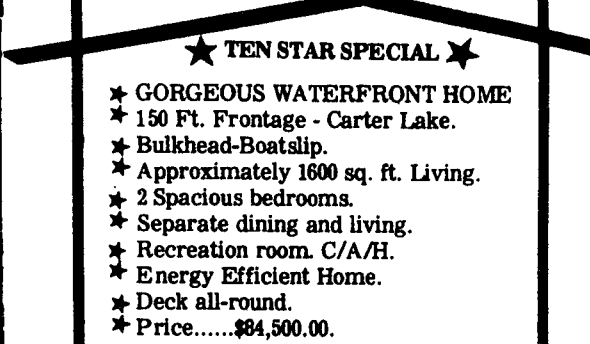 ★ TEN STAR SPECIAL ★
★ GORGEOUS WATERFRONT HOME
★ 150 Ft. Frontage - Carter Lake.
★ Bulkhead-Boatslip.
★ Approximately 1600 sq. ft. Living.
★ 2 Spacious bedrooms.
★ Separate dining and living.
★ Recreation room. C/A/H.
★ Energy Efficient Home.
★ Deck all-round.
★ Price......$84,500.00.